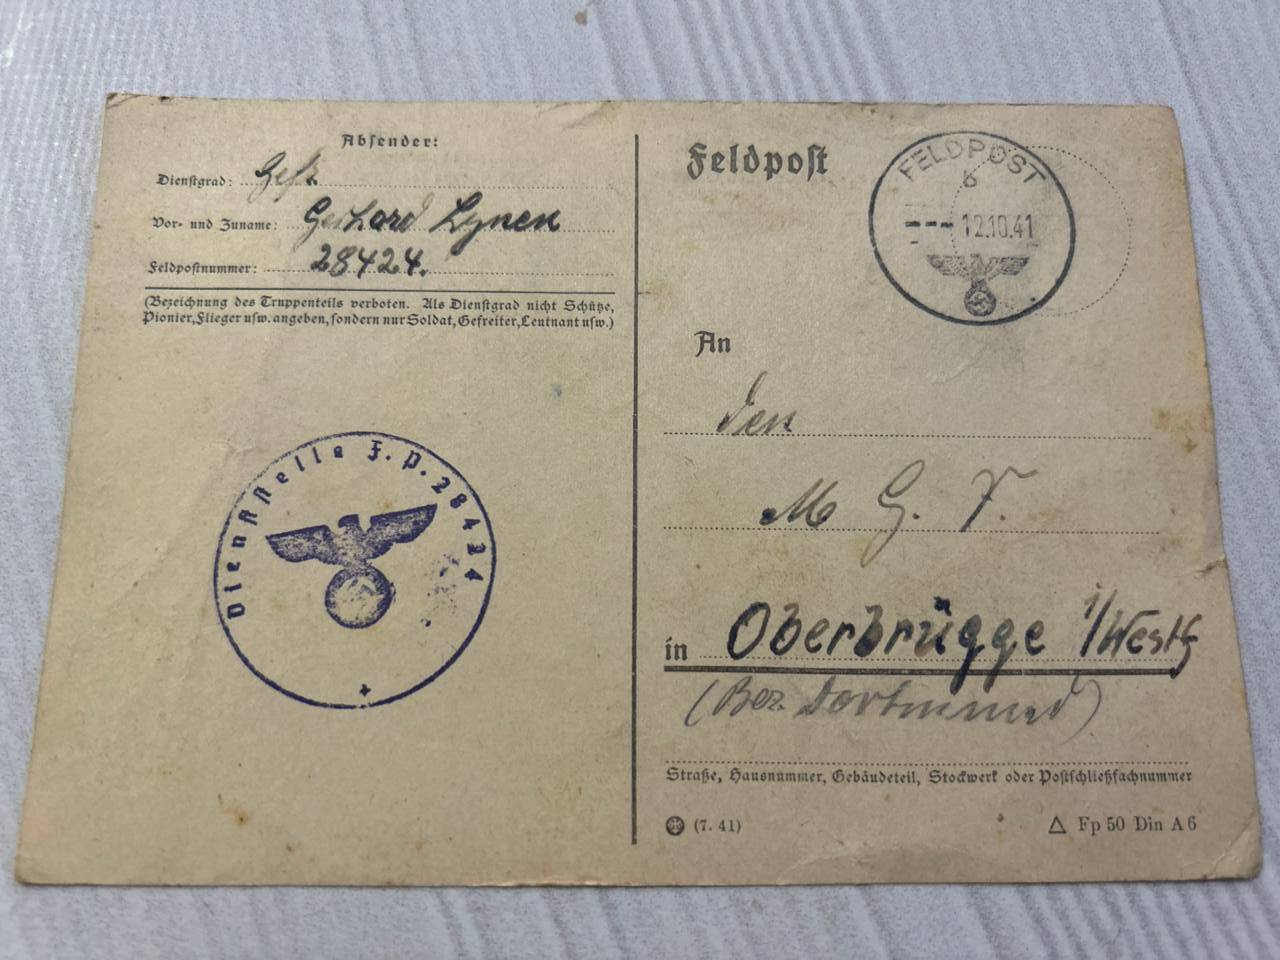 Absender:
Dienstgrad: Gefr.
Vor- und Zuname: Gerhard Lynen
Feldpostnummer: 28424.
(Bezeichnung des Truppenteils verboten. Als Dienstgrad nicht Schütze,
Pionier, Flieger usw. angeben, sondern nur Soldat, Gefreiter, Leutnant usw.)
Dienststelle F.P. 28424
Feldpost
FELDPOST
b
--- 12.10.41
An
den
M G. V.
in Oberbrügge i/Westf
(Bez. Dortmund)
Straße, Hausnummer, Gebäudeteil, Stockwerk oder Postschließfachnummer
(7. 41)
△ Fp 50 Din A 6